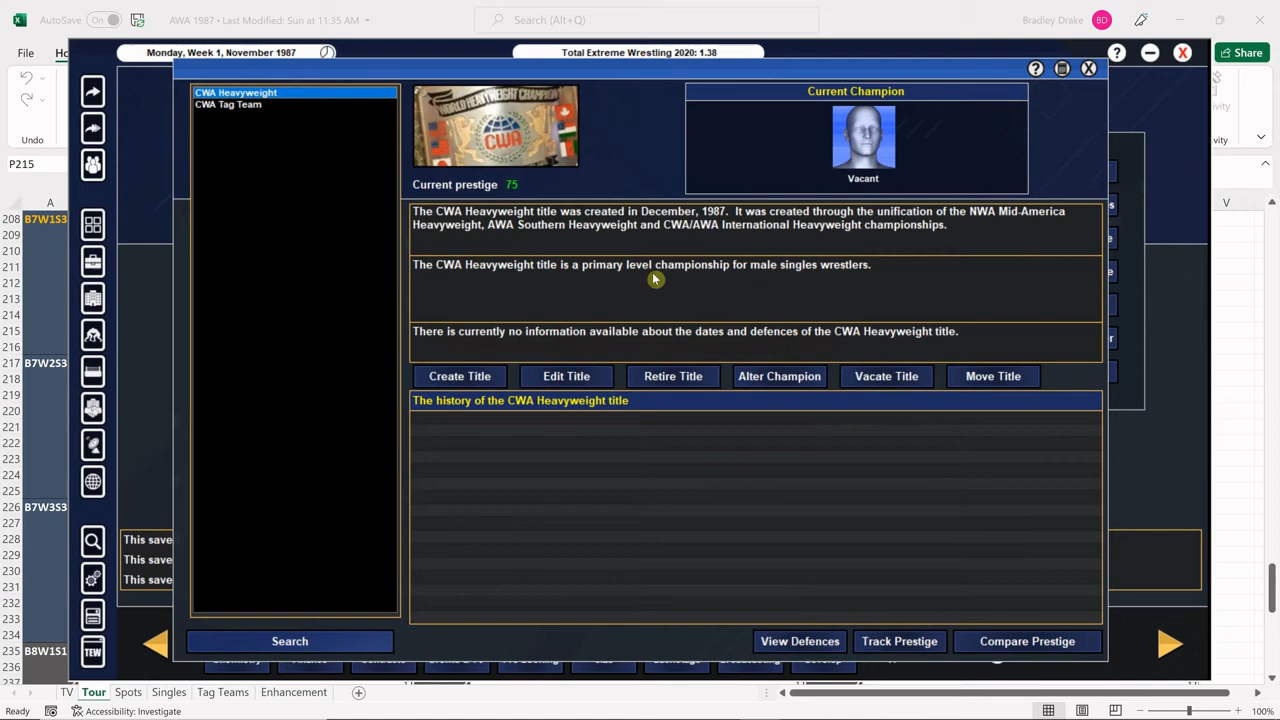 AutoSave Off
AWA 1987 • Last Modified: Sun at 11:35 AM
Search (Alt+Q)
Bradley Drake BD
File
Share
Monday, Week 1, November 1987
Total Extreme Wrestling 2020: 1.38
? X
? X
Undo
P215
A
V
CWA Heavyweight
CWA Tag Team
WORLD HEAVYWEIGHT CHAMPION
CWA
Current prestige 75
Current Champion
Vacant
The CWA Heavyweight title was created in December, 1987. It was created through the unification of the NWA Mid-America
Heavyweight, AWA Southern Heavyweight and CWA/AWA International Heavyweight championships.
The CWA Heavyweight title is a primary level championship for male singles wrestlers.
There is currently no information available about the dates and defences of the CWA Heavyweight title.
Create Title
Edit Title
Retire Title
Alter Champion
Vacate Title
Move Title
The history of the CWA Heavyweight title
Search
View Defences
Track Prestige
Compare Prestige
208 B7W1S3
209
210
211
212
213
214
215
216
217 B7W2S3
218
219
220
221
222
223
224
225
226 B7W3S3
227
228
229
230
231
232
233
234
235 B8W1S1
This save
This save
This save
TEW
TV
Tour
Spots
Singles
Tag Teams
Enhancement
Ready
Accessibility: Investigate
100%